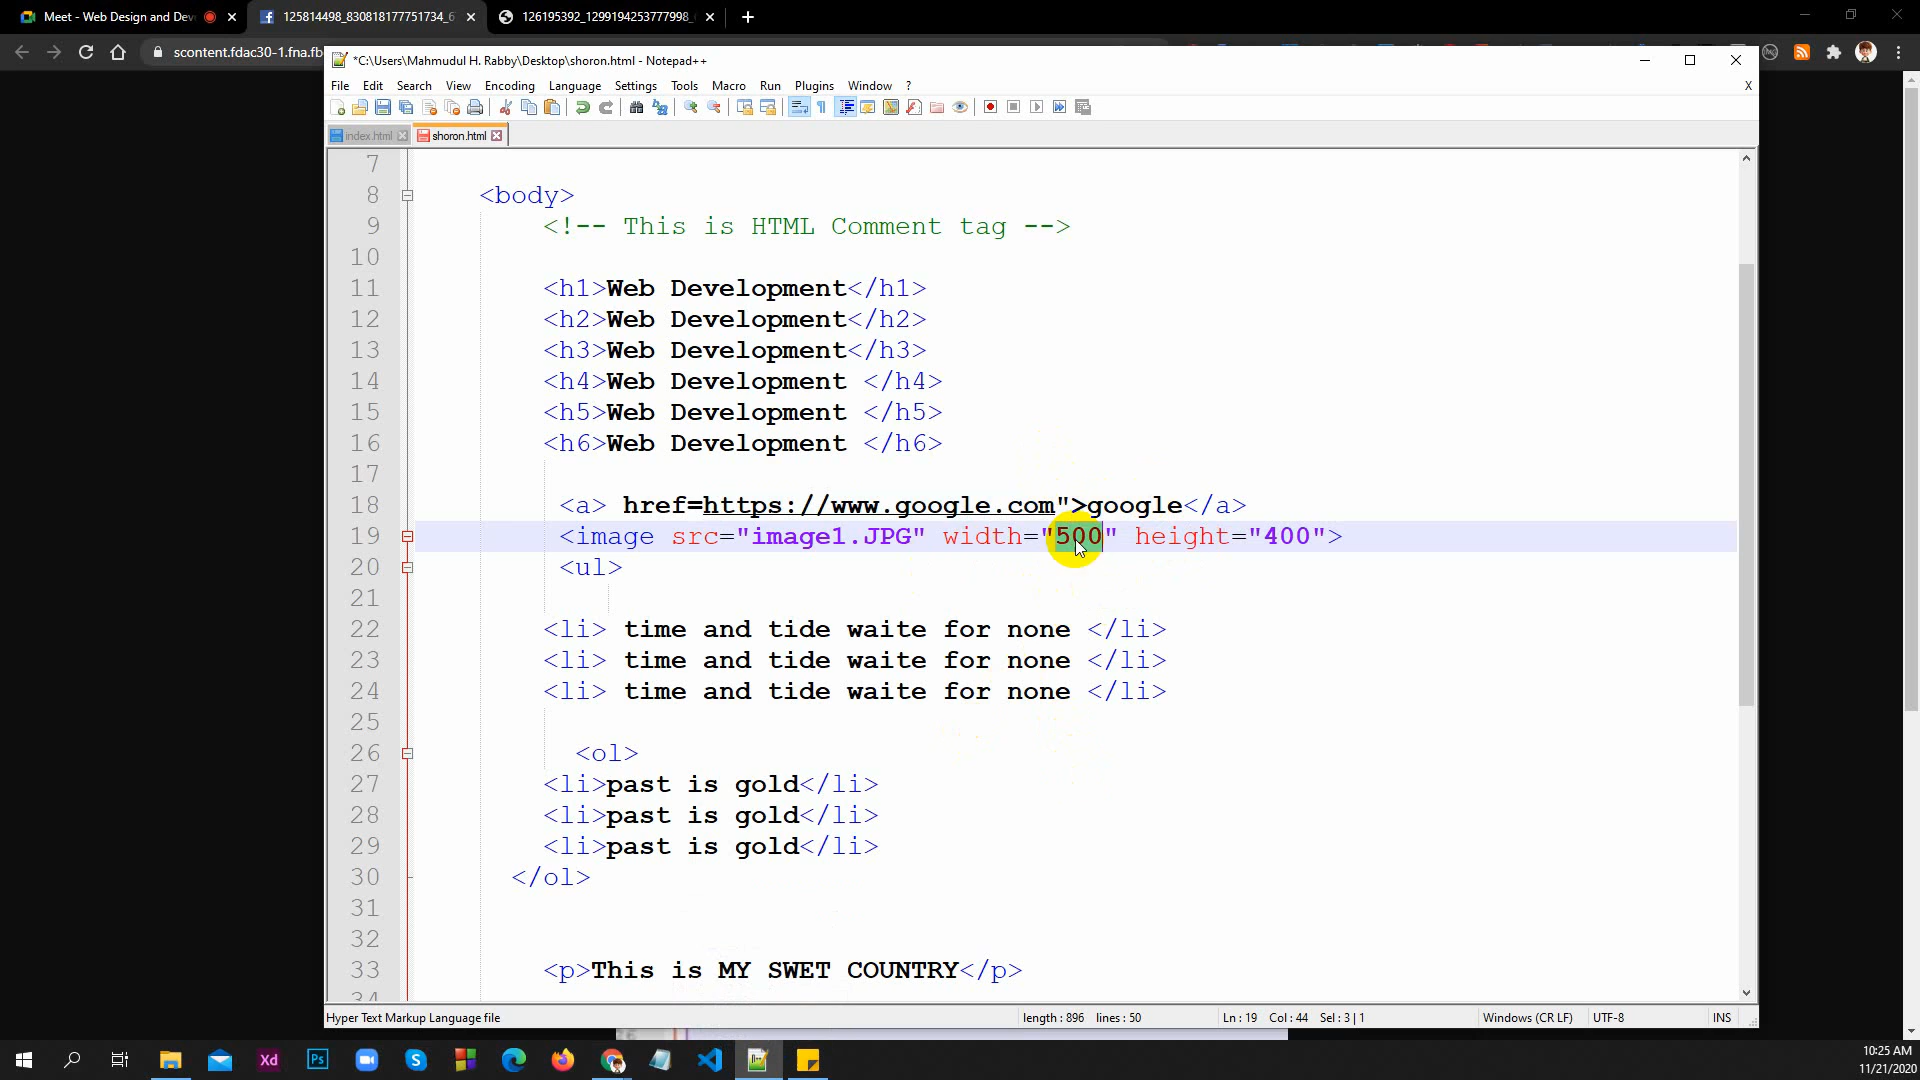 Meet - Web Design and Dev
125814498_830818177751734_6
126195392_1299194253777998_
scontent.fdac30-1.fna.fb
*C:\Users\Mahmudul H. Rabby\Desktop\shoron.html - Notepad++
File Edit Search View Encoding Language Settings Tools Macro Run Plugins Window ? X
index.html shoron.html
7
8 <body>
9 <!-- This is HTML Comment tag -->
10
11 <h1>Web Development</h1>
12 <h2>Web Development</h2>
13 <h3>Web Development</h3>
14 <h4>Web Development </h4>
15 <h5>Web Development </h5>
16 <h6>Web Development </h6>
17
18 <a> href=https://www.google.com">google</a>
19 <image src="image1.JPG" width="500" height="400">
20 <ul>
21
22 <li> time and tide waite for none </li>
23 <li> time and tide waite for none </li>
24 <li> time and tide waite for none </li>
25
26 <ol>
27 <li>past is gold</li>
28 <li>past is gold</li>
29 <li>past is gold</li>
30 </ol>
31
32
33 <p>This is MY SWET COUNTRY</p>
34
Hyper Text Markup Language file length : 896 lines : 50 Ln : 19 Col : 44 Sel : 3 | 1 Windows (CR LF) UTF-8 INS
Xd Ps
10:25 AM
11/21/2020